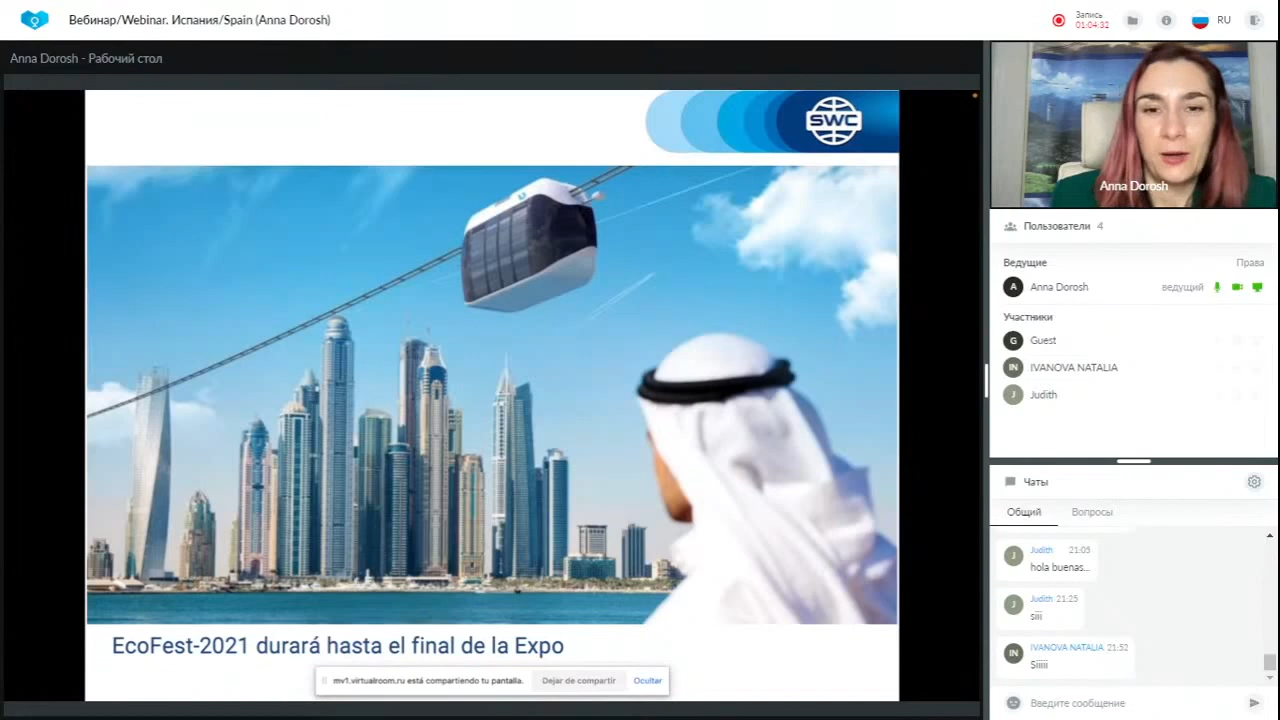 Вебинар/Webinar. Испания/Spain (Anna Dorosh)
Запись
01:04:32
RU
Anna Dorosh - Рабочий стол
SWC
EcoFest-2021 durará hasta el final de la Expo
mv1.virtualroom.ru está compartiendo tu pantalla.
Dejar de compartir
Ocultar
Anna Dorosh
Пользователи 4
Ведущие
Права
A Anna Dorosh ведущий
Участники
G Guest
IN IVANOVA NATALIA
J Judith
Чаты
Общий
Вопросы
J Judith 21:05
hola buenas...
J Judith 21:25
siii
IN IVANOVA NATALIA 21:52
Siiiii
Введите сообщение